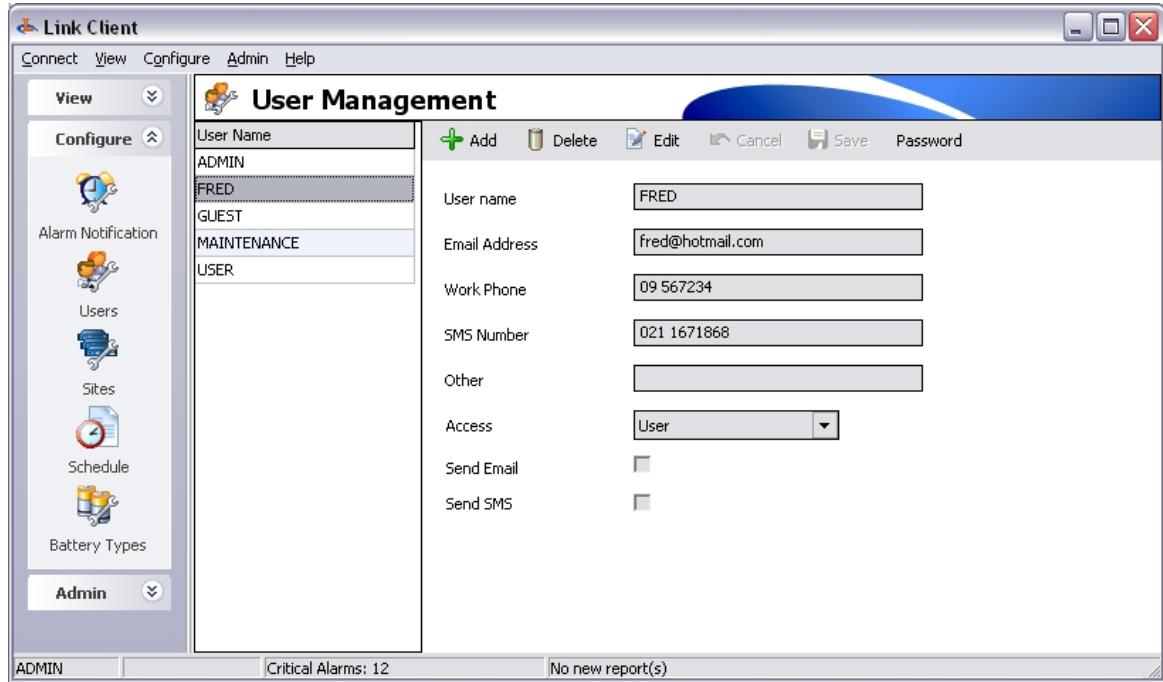 Link Client
Connect View Configure Admin Help
View
Configure
Alarm Notification
Users
Sites
Schedule
Battery Types
Admin
User Management
User Name
ADMIN
FRED
GUEST
MAINTENANCE
USER
Add Delete Edit Cancel Save Password
User name FRED
Email Address fred@hotmail.com
Work Phone 09 567234
SMS Number 021 1671868
Other
Access User
Send Email
Send SMS
ADMIN Critical Alarms: 12 No new report(s)